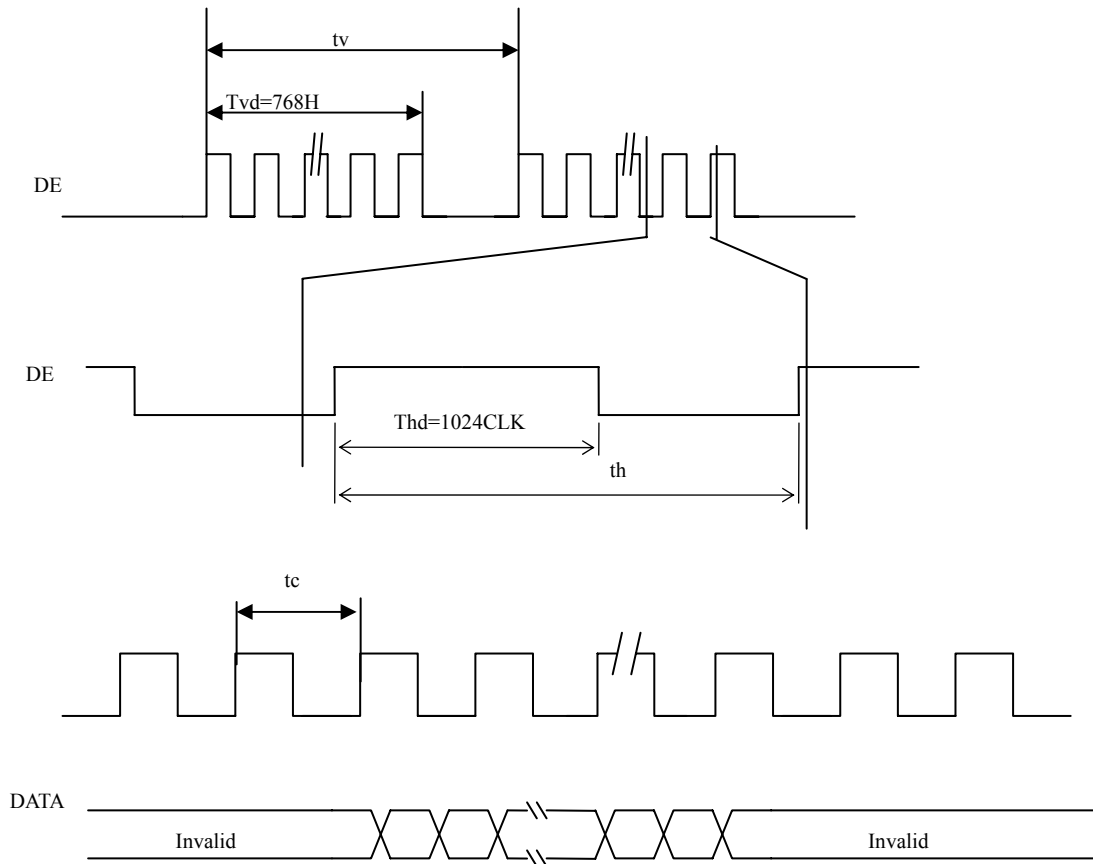 tv
Tvd=768H
DE
DE
Thd=1024CLK
th
tc
DATA
Invalid
Invalid